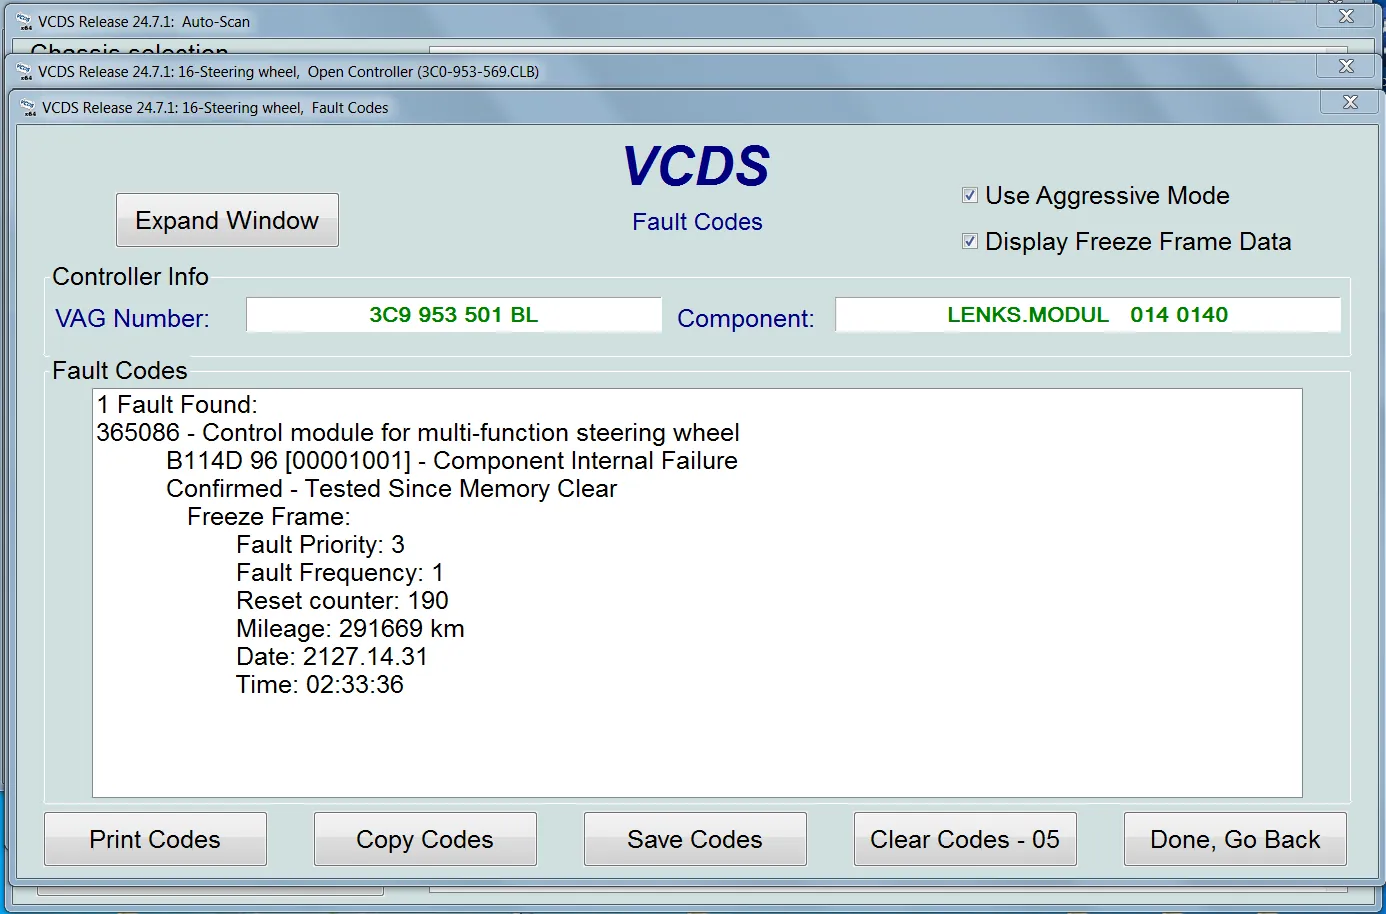 VCDS Release 24.7.1:  Auto-Scan
Chassis selection
VCDS Release 24.7.1: 16-Steering wheel,  Open Controller (3C0-953-569.CLB)
VCDS Release 24.7.1: 16-Steering wheel,  Fault Codes
VCDS
Fault Codes
Expand Window
Use Aggressive Mode
Display Freeze Frame Data
Controller Info
VAG Number: 3C9 953 501 BL Component: LENKS.MODUL   014 0140
Fault Codes
1 Fault Found:
365086 - Control module for multi-function steering wheel
B114D 96 [00001001] - Component Internal Failure
Confirmed - Tested Since Memory Clear
Freeze Frame:
Fault Priority: 3
Fault Frequency: 1
Reset counter: 190
Mileage: 291669 km
Date: 2127.14.31
Time: 02:33:36
Print Codes Copy Codes Save Codes Clear Codes - 05 Done, Go Back